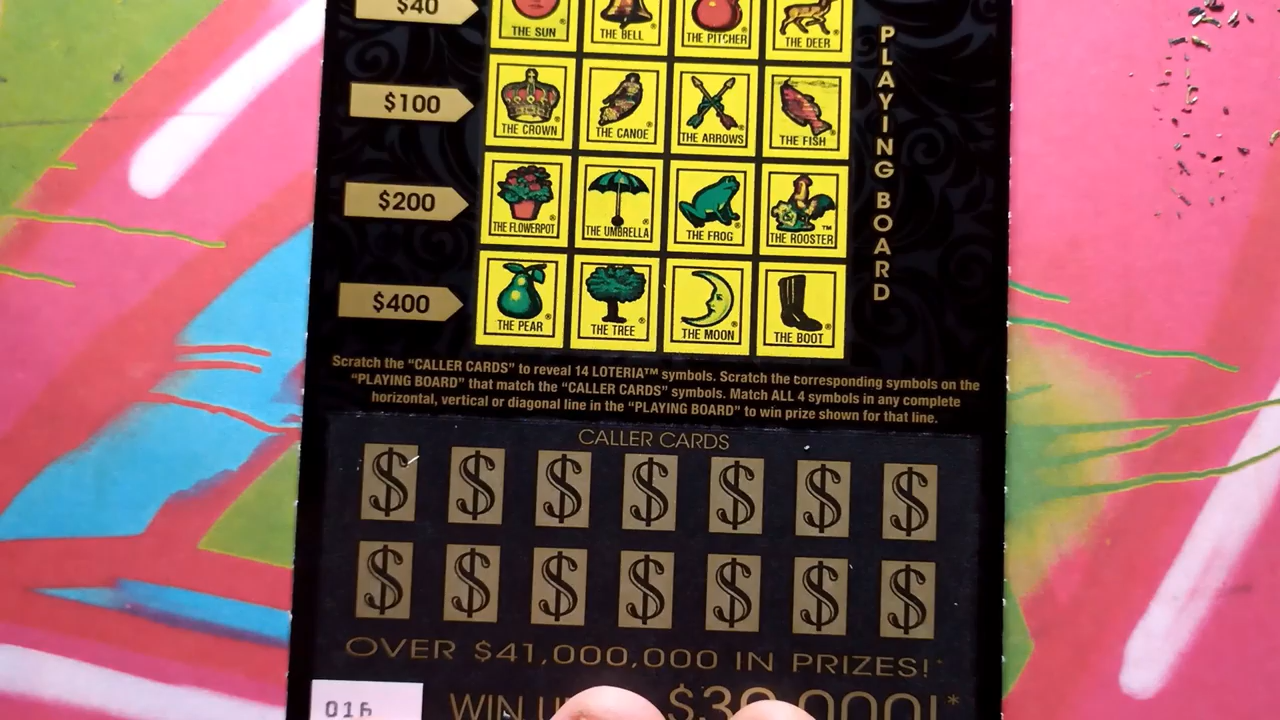 $40
THE SUN
THE BELL
THE PITCHER
THE DEER
$100
THE CROWN
THE CANOE
THE ARROWS
THE FISH
$200
THE FLOWERPOT
THE UMBRELLA
THE FROG
THE ROOSTER
$400
THE PEAR
THE TREE
THE MOON
THE BOOT
PLAYING BOARD
Scratch the “CALLER CARDS” to reveal 14 LOTERIA™ symbols. Scratch the corresponding symbols on the
“PLAYING BOARD” that match the “CALLER CARDS” symbols. Match ALL 4 symbols in any complete
horizontal, vertical or diagonal line in the “PLAYING BOARD” to win prize shown for that line.
CALLER CARDS
$ $ $ $ $ $ $
$ $ $ $ $ $ $
OVER $41,000,000 IN PRIZES!*
016
WIN